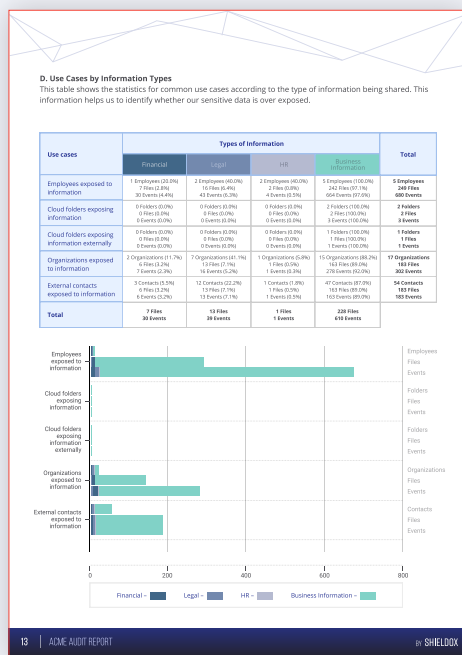 D. Use Cases by Information Types
This table shows the statistics for common use cases according to the type of information being shared. This
information helps us to identify whether our sensitive data is over exposed.
Use cases
Types of Information
Total
Financial
Legal
HR
Business
Information
Employees exposed to
information
1 Employees (20.0%)
7 Files (2.8%)
30 Events (4.4%)
2 Employees (40.0%)
16 Files (6.4%)
43 Events (6.3%)
2 Employees (40.0%)
2 Files (0.8%)
4 Events (0.5%)
5 Employees (100.0%)
242 Files (97.1%)
664 Events (97.6%)
5 Employees
249 Files
680 Events
Cloud folders exposing
information
0 Folders (0.0%)
0 Files (0.0%)
0 Events (0.0%)
0 Folders (0.0%)
0 Files (0.0%)
0 Events (0.0%)
0 Folders (0.0%)
0 Files (0.0%)
0 Events (0.0%)
2 Folders (100.0%)
2 Files (100.0%)
3 Events (100.0%)
2 Folders
2 Files
3 Events
Cloud folders exposing
information externally
0 Folders (0.0%)
0 Files (0.0%)
0 Events (0.0%)
0 Folders (0.0%)
0 Files (0.0%)
0 Events (0.0%)
0 Folders (0.0%)
0 Files (0.0%)
0 Events (0.0%)
1 Folders (100.0%)
1 Files (100.0%)
1 Events (100.0%)
1 Folders
1 Files
1 Events
Organizations exposed
to information
2 Organizations (11.7%)
6 Files (3.2%)
7 Events (2.3%)
7 Organizations (41.1%)
13 Files (7.1%)
16 Events (5.2%)
1 Organizations (5.8%)
1 Files (0.5%)
1 Events (0.3%)
15 Organizations (88.2%)
163 Files (89.0%)
278 Events (92.0%)
17 Organizations
183 Files
302 Events
External contacts
exposed to information
3 Contacts (5.5%)
6 Files (3.2%)
6 Events (3.2%)
12 Contacts (22.2%)
13 Files (7.1%)
13 Events (7.1%)
1 Contacts (1.8%)
1 Files (0.5%)
1 Events (0.5%)
47 Contacts (87.0%)
163 Files (89.0%)
163 Events (89.0%)
54 Contacts
183 Files
183 Events
Total
7 Files
30 Events
13 Files
39 Events
1 Files
1 Events
228 Files
610 Events
Employees
exposed to
information
Employees
Files
Events
Cloud folders
exposing
information
Folders
Files
Events
Cloud folders
exposing
information
externally
Folders
Files
Events
Organizations
exposed to
information
Organizations
Files
Events
External contacts
exposed to
information
Contacts
Files
Events
0
200
400
600
800
Financial –
Legal –
HR –
Business Information –
13
ACME AUDIT REPORT
BY SHIELDOX